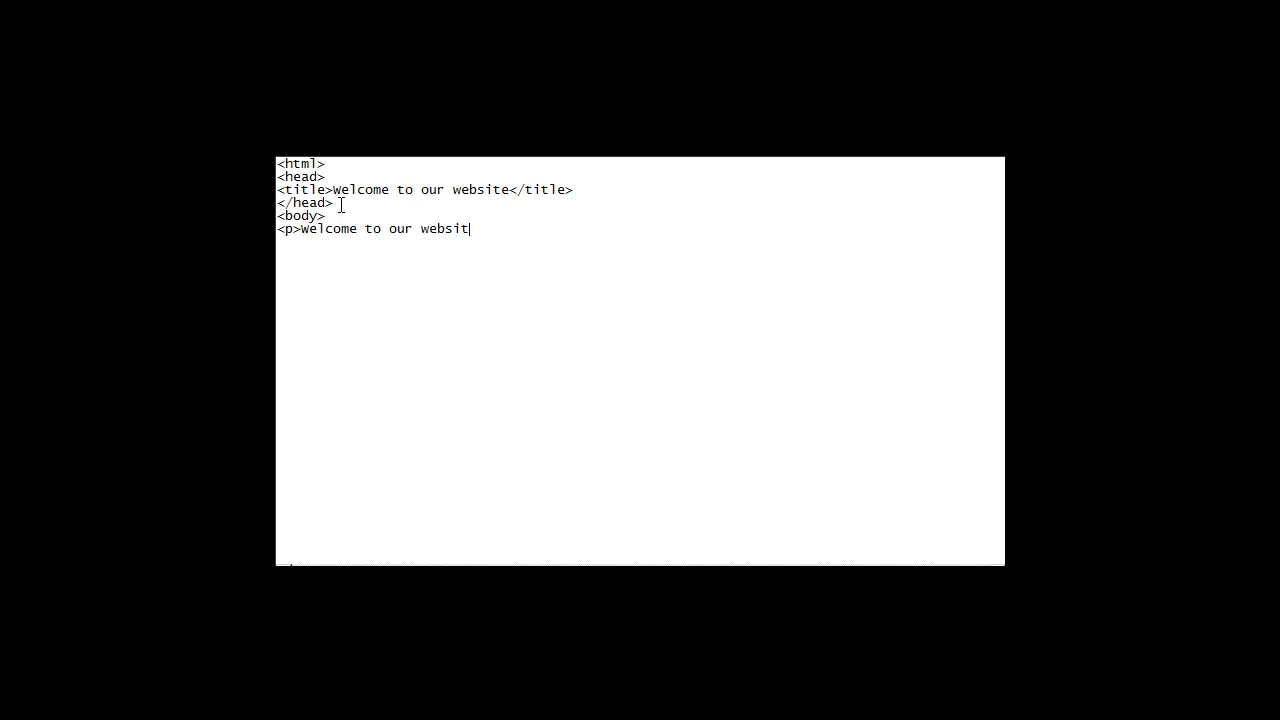 <html>
<head>
<title>Welcome to our website</title>
</head>
<body>
<p>Welcome to our websit